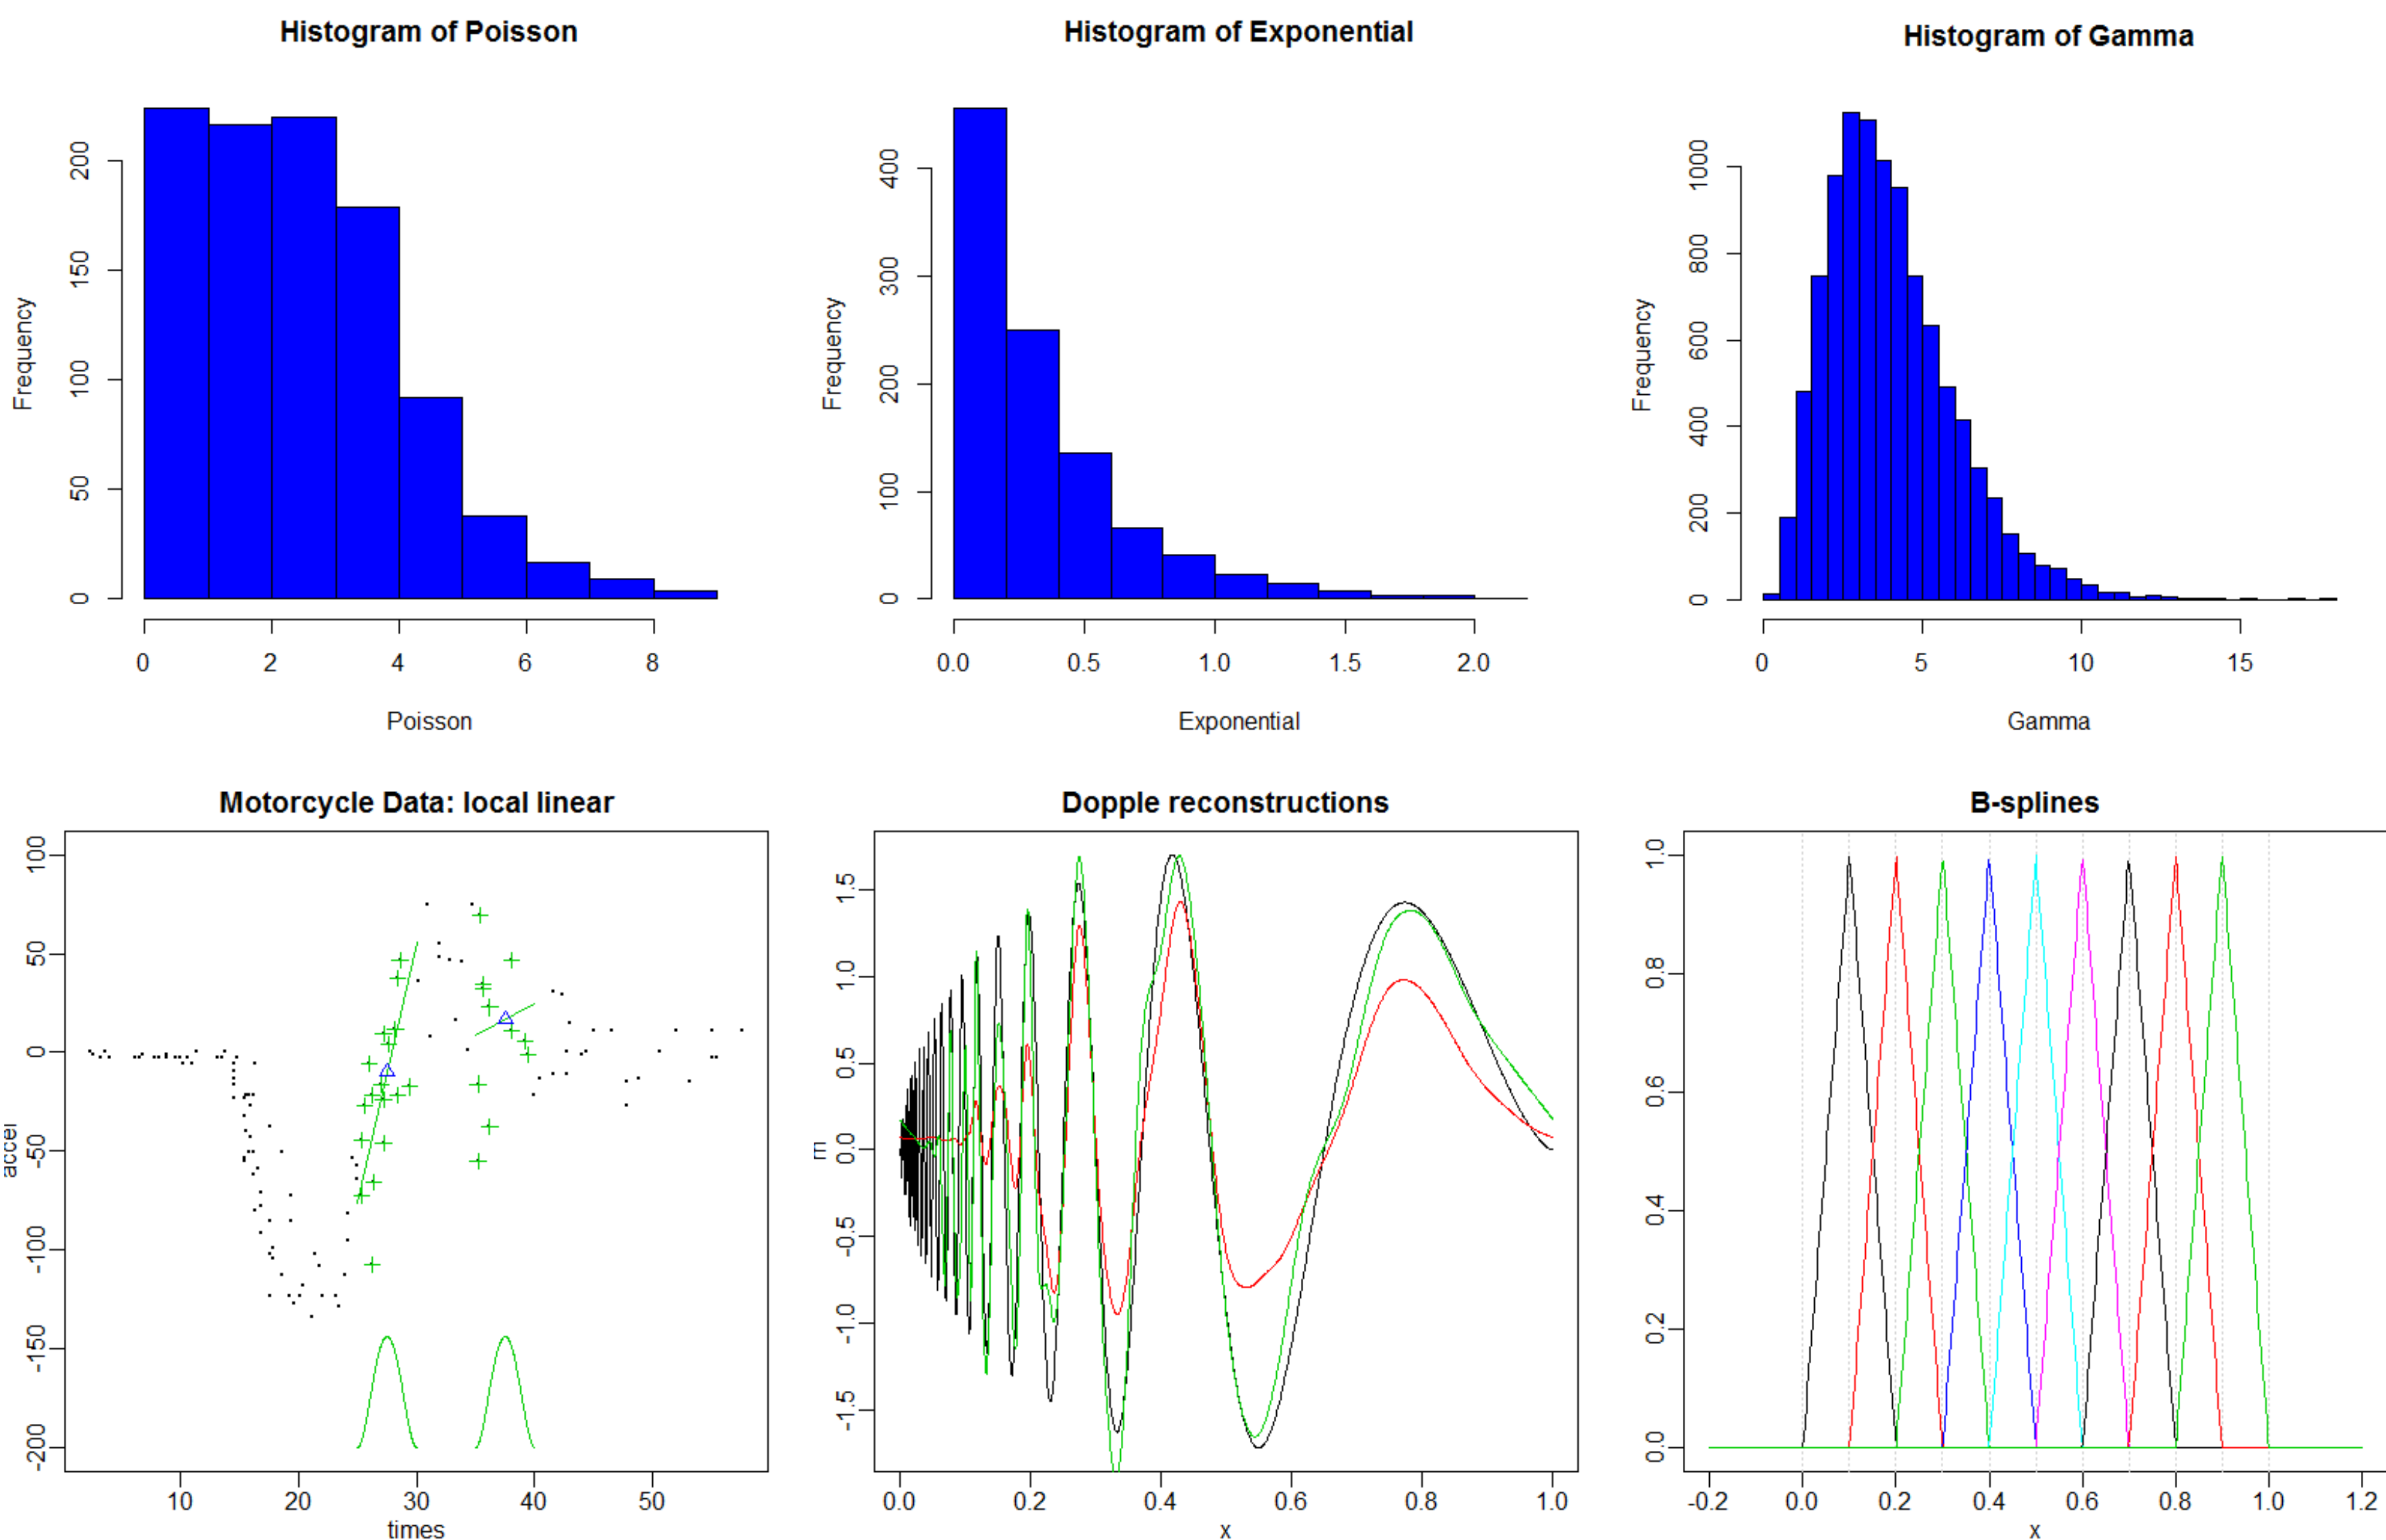 Histogram of Poisson
Frequency
200
150
100
50
0
0 2 4 6 8
Poisson
Histogram of Exponential
Frequency
400
300
200
100
0
0.0 0.5 1.0 1.5 2.0
Exponential
Histogram of Gamma
Frequency
1000
800
600
400
200
0
0 5 10 15
Gamma
Motorcycle Data: local linear
accel
100
50
0
-50
-100
-150
-200
10 20 30 40 50
times
Dopple reconstructions
m
1.5
1.0
0.5
0.0
-0.5
-1.0
-1.5
0.0 0.2 0.4 0.6 0.8 1.0
x
B-splines
1.0
0.8
0.6
0.4
0.2
0.0
-0.2 0.0 0.2 0.4 0.6 0.8 1.0 1.2
x